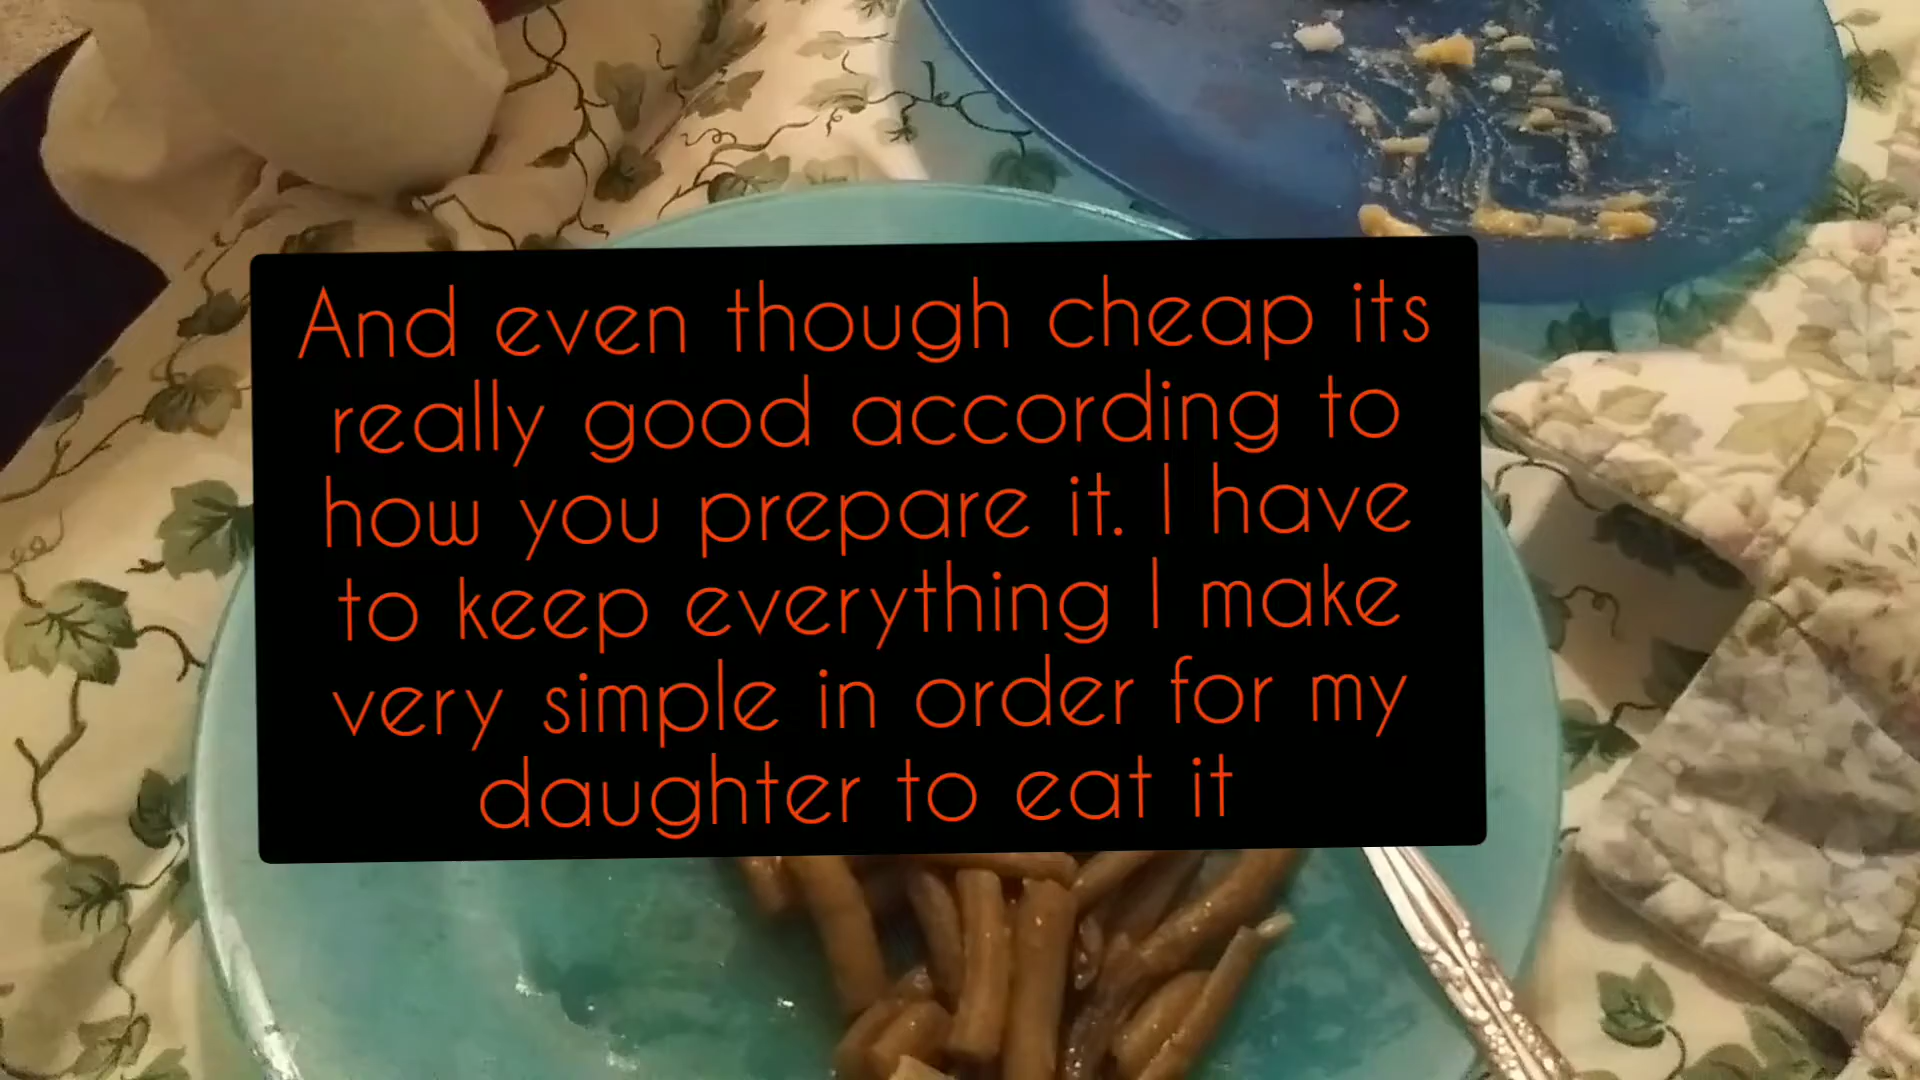 And even though cheap its
really good according to
how you prepare it. I have
to keep everything I make
very simple in order for my
daughter to eat it